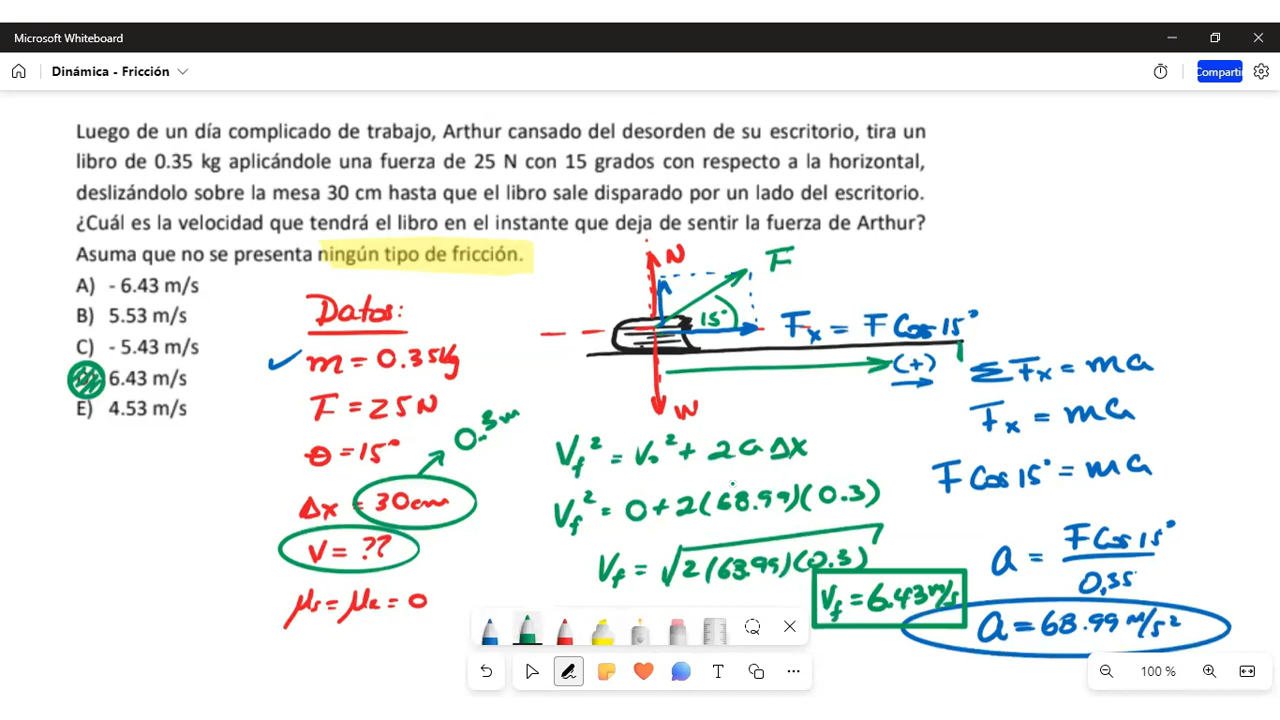 Microsoft Whiteboard
Dinámica - Fricción
Comparti
Luego de un día complicado de trabajo, Arthur cansado del desorden de su escritorio, tira un
libro de 0.35 kg aplicándole una fuerza de 25 N con 15 grados con respecto a la horizontal,
deslizándolo sobre la mesa 30 cm hasta que el libro sale disparado por un lado del escritorio.
¿Cuál es la velocidad que tendrá el libro en el instante que deja de sentir la fuerza de Arthur?
Asuma que no se presenta ningún tipo de fricción.
A) - 6.43 m/s
B) 5.53 m/s
C) - 5.43 m/s
6.43 m/s
E) 4.53 m/s
Datos:
m = 0.35Kg
F = 25N
θ = 15°
0.3m
Δx = 30cm
V = ??
μs = μk = 0
N
F
15°
Fx = F Cos 15°
(+)
W
Vf² = V₀² + 2aΔx
Vf² = 0 + 2(68.99)(0.3)
Vf = √2(68.99)(0.3)
Vf = 6.43 m/s
ΣFx = ma
Fx = ma
F Cos 15° = ma
a = F Cos 15° / 0,35
a = 68.99 m/s²
T
100 %